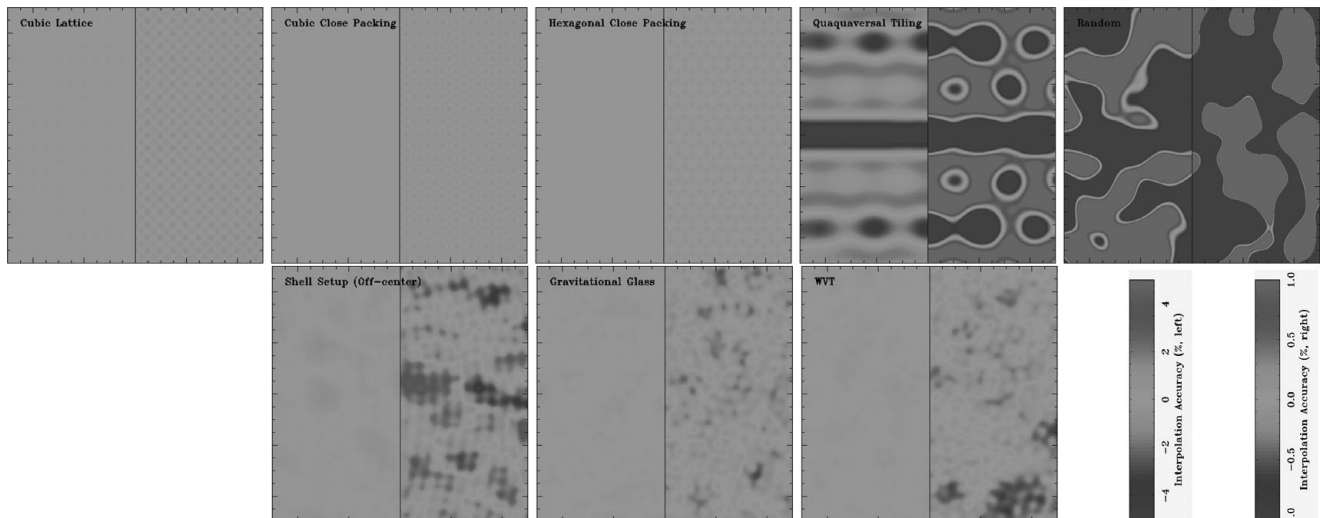 Cubic Lattice
Cubic Close Packing
Hexagonal Close Packing
Quaquaversal Tiling
Random
Shell Setup (Off-center)
Gravitational Glass
WVT
4
2
0
−2
−4
Interpolation Accuracy (%, left)
1.0
0.5
0.0
−0.5
.0
Interpolation Accuracy (%, right)